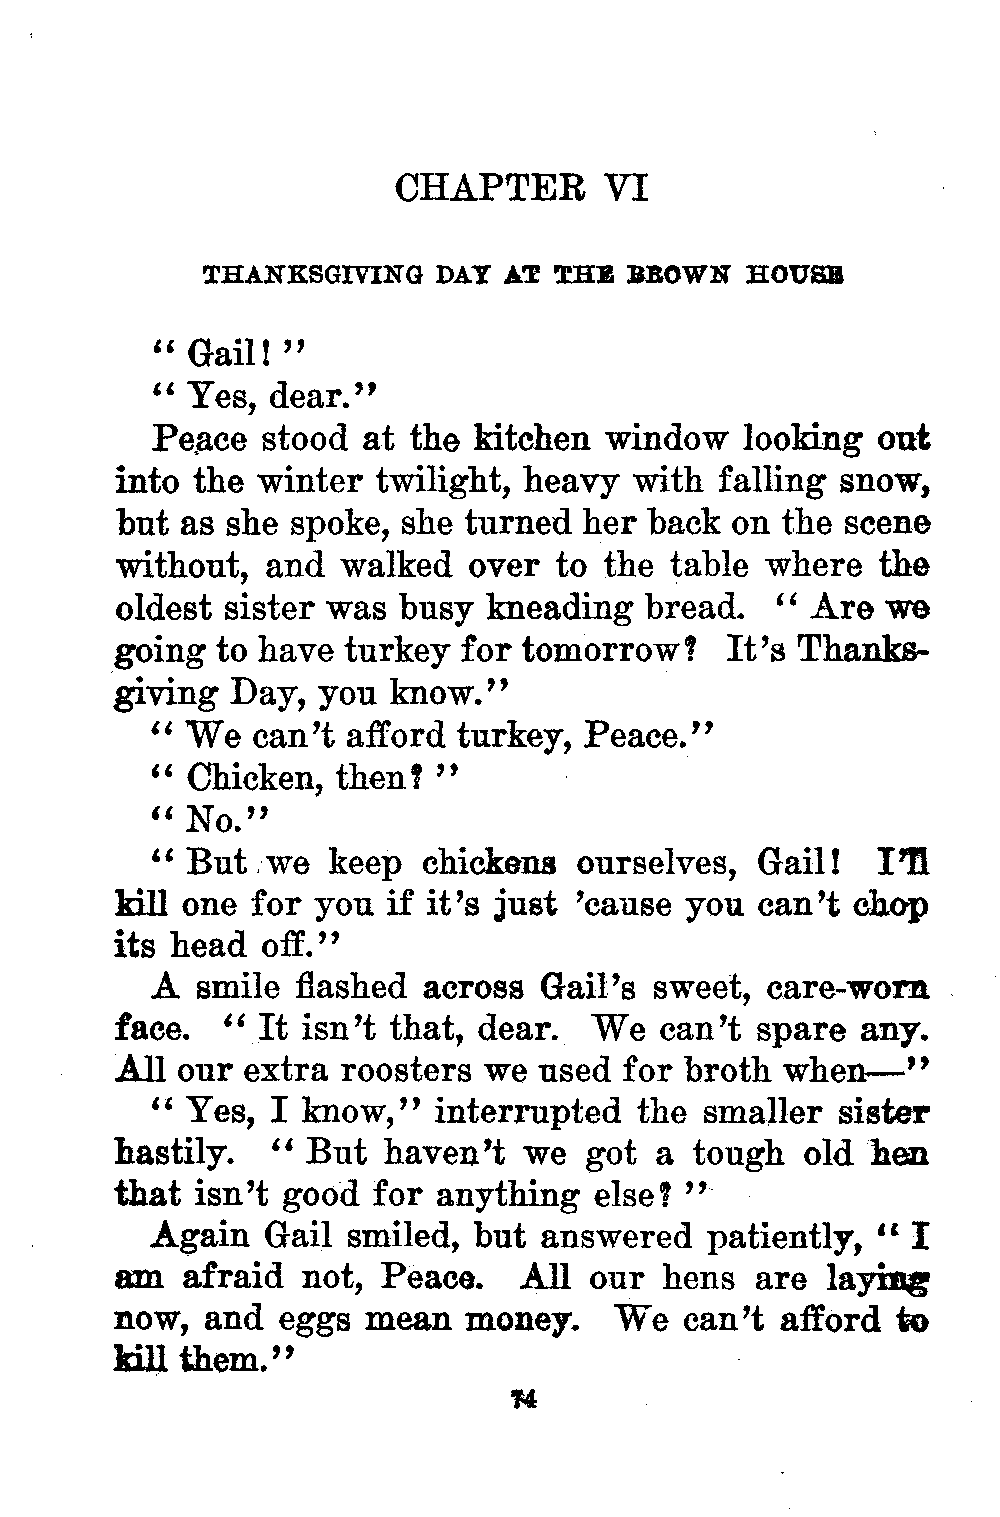 CHAPTER VI
THANKSGIVING DAY AT THE BROWN HOUSE
“ Gail! ”
“ Yes, dear.”
Peace stood at the kitchen window looking out
into the winter twilight, heavy with falling snow,
but as she spoke, she turned her back on the scene
without, and walked over to the table where the
oldest sister was busy kneading bread. “ Are we
going to have turkey for tomorrow? It’s Thanks-
giving Day, you know.”
“ We can’t afford turkey, Peace.”
“ Chicken, then? ”
“ No.”
“ But we keep chickens ourselves, Gail! I’ll
kill one for you if it’s just ’cause you can’t chop
its head off.”
A smile flashed across Gail’s sweet, care-worn
face. “ It isn’t that, dear. We can’t spare any.
All our extra roosters we used for broth when—”
“ Yes, I know,” interrupted the smaller sister
hastily. “ But haven’t we got a tough old hen
that isn’t good for anything else? ”
Again Gail smiled, but answered patiently, “ I
am afraid not, Peace. All our hens are laying
now, and eggs mean money. We can’t afford to
kill them.”
74